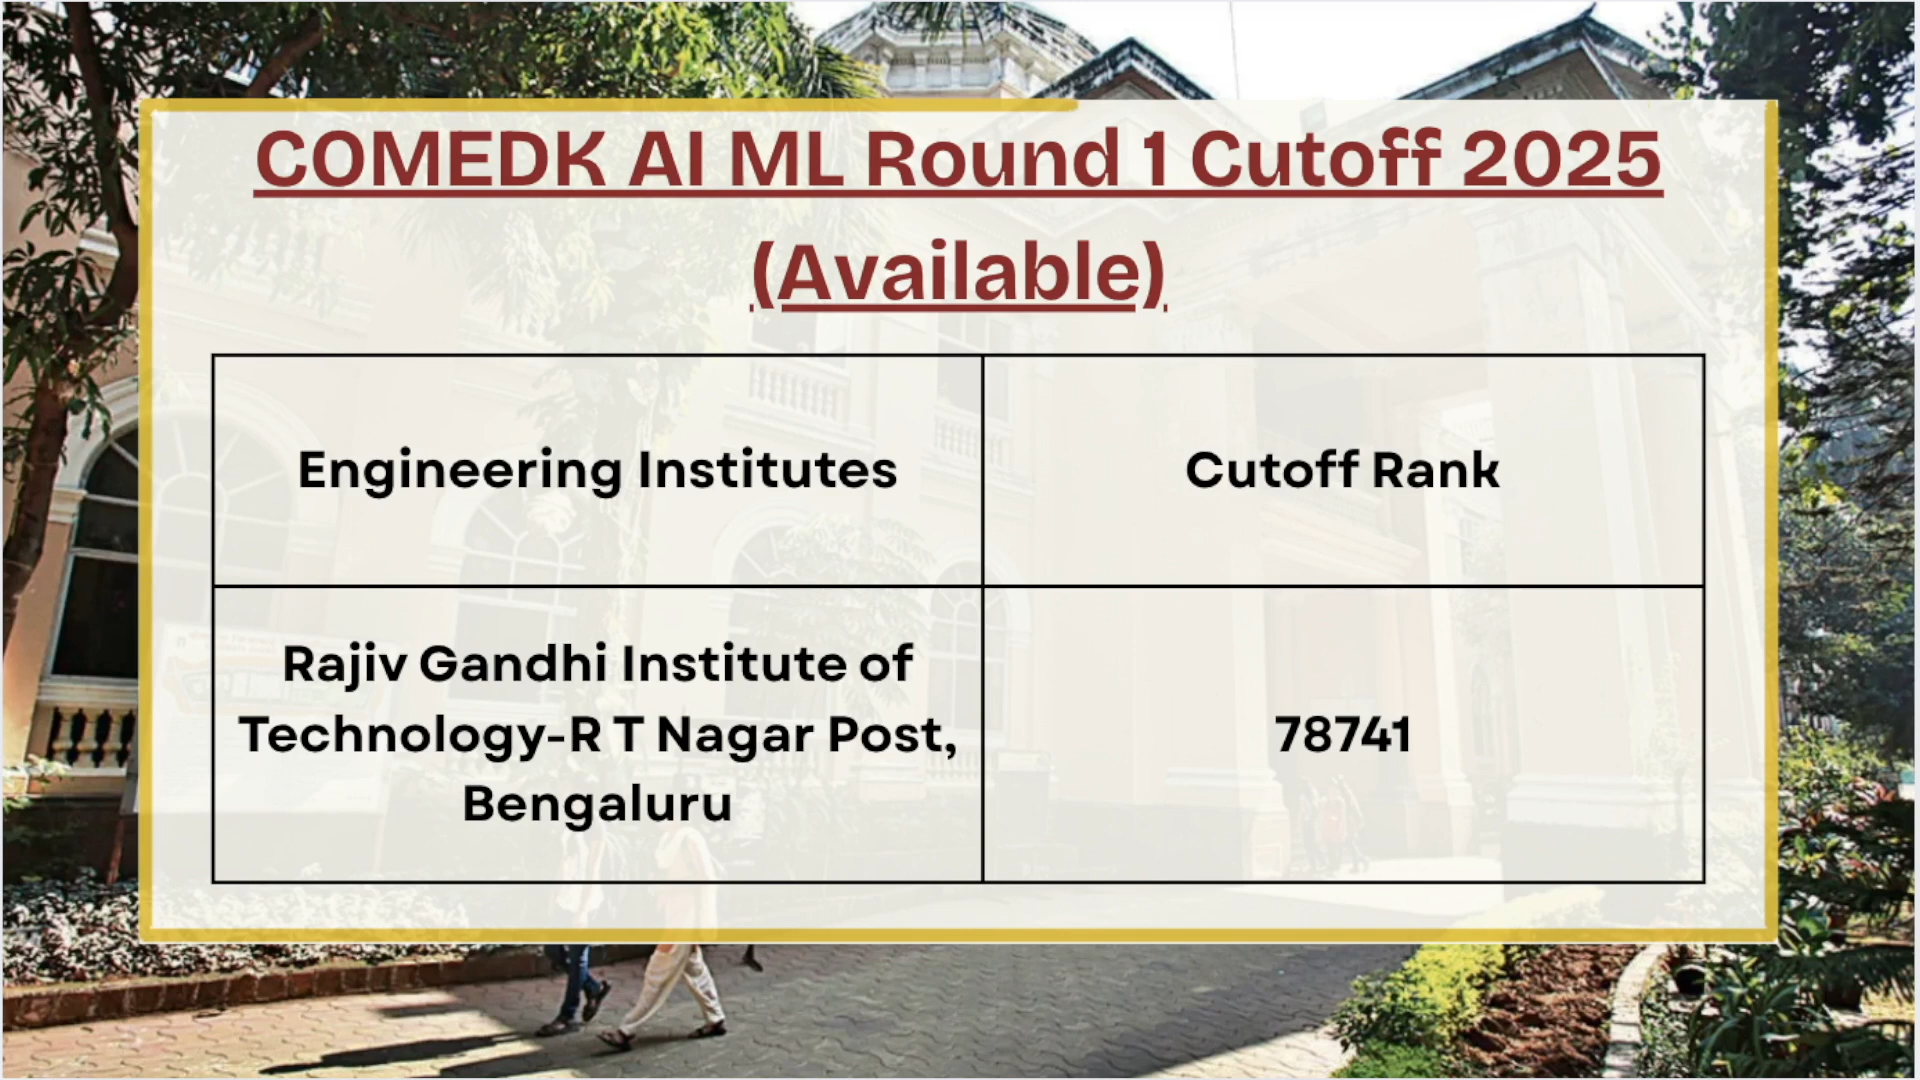 COMEDK AI ML Round 1 Cutoff 2025
(Available)
Engineering Institutes
Cutoff Rank
Rajiv Gandhi Institute of
Technology-R T Nagar Post,
Bengaluru
78741